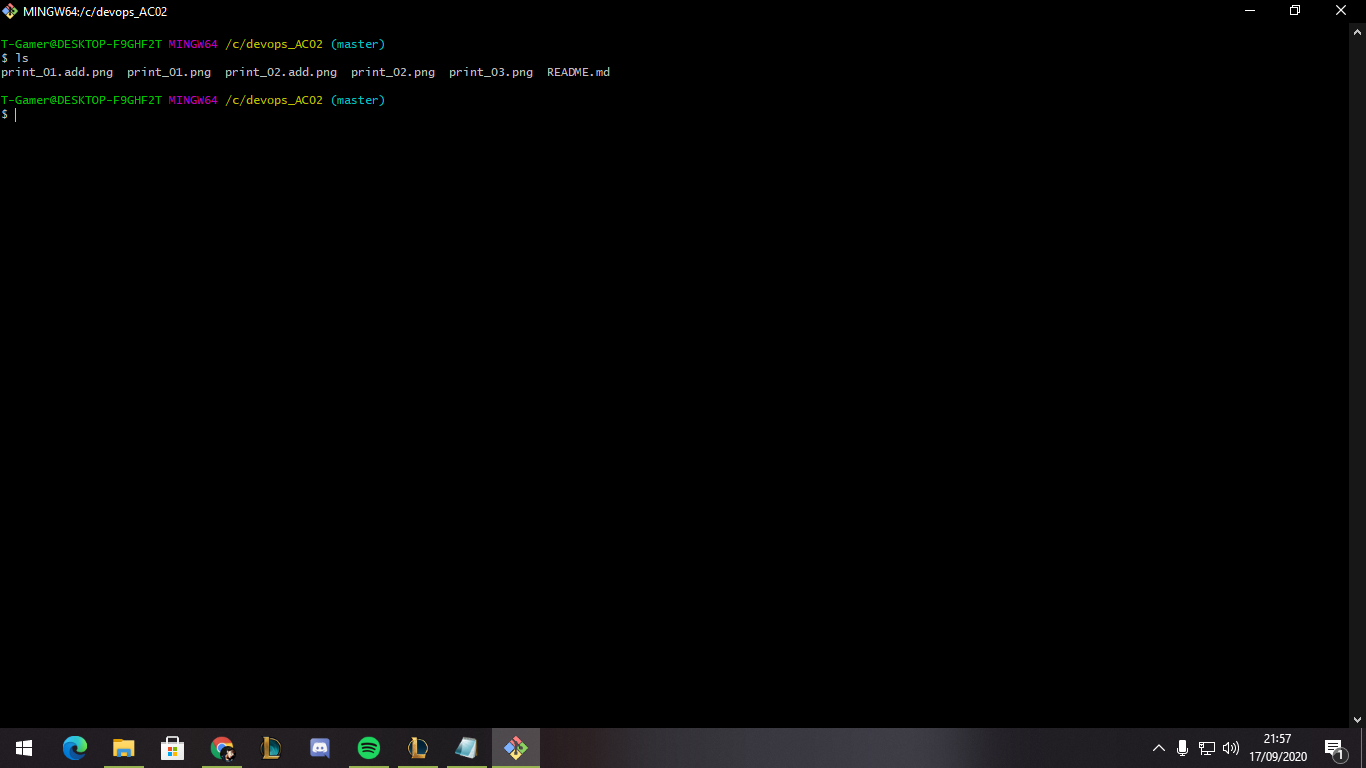 MINGW64:/c/devops_AC02
T-Gamer@DESKTOP-F9GHF2T MINGW64 /c/devops_AC02 (master)
$ ls
print_01.add.png  print_01.png  print_02.add.png  print_02.png  print_03.png  README.md
T-Gamer@DESKTOP-F9GHF2T MINGW64 /c/devops_AC02 (master)
$
21:57
17/09/2020
1